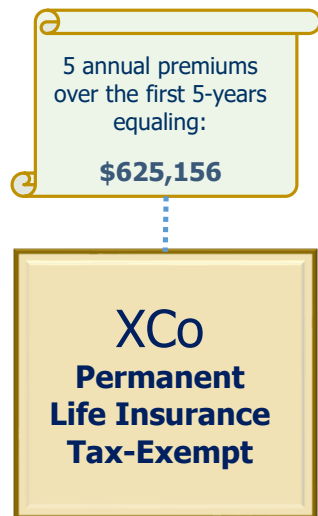 5 annual premiums
over the first 5-years
equaling:
$625,156
XCo
Permanent
Life Insurance
Tax-Exempt